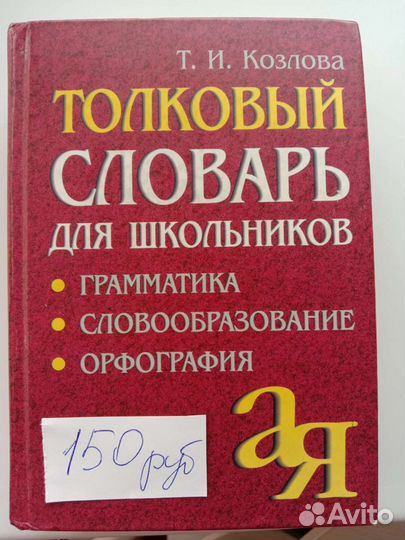 Т. И. Козлова
ТОЛКОВЫЙ
СЛОВАРЬ
ДЛЯ ШКОЛЬНИКОВ
• ГРАММАТИКА
• СЛОВООБРАЗОВАНИЕ
• ОРФОГРАФИЯ
150 руб
а Я
Avito